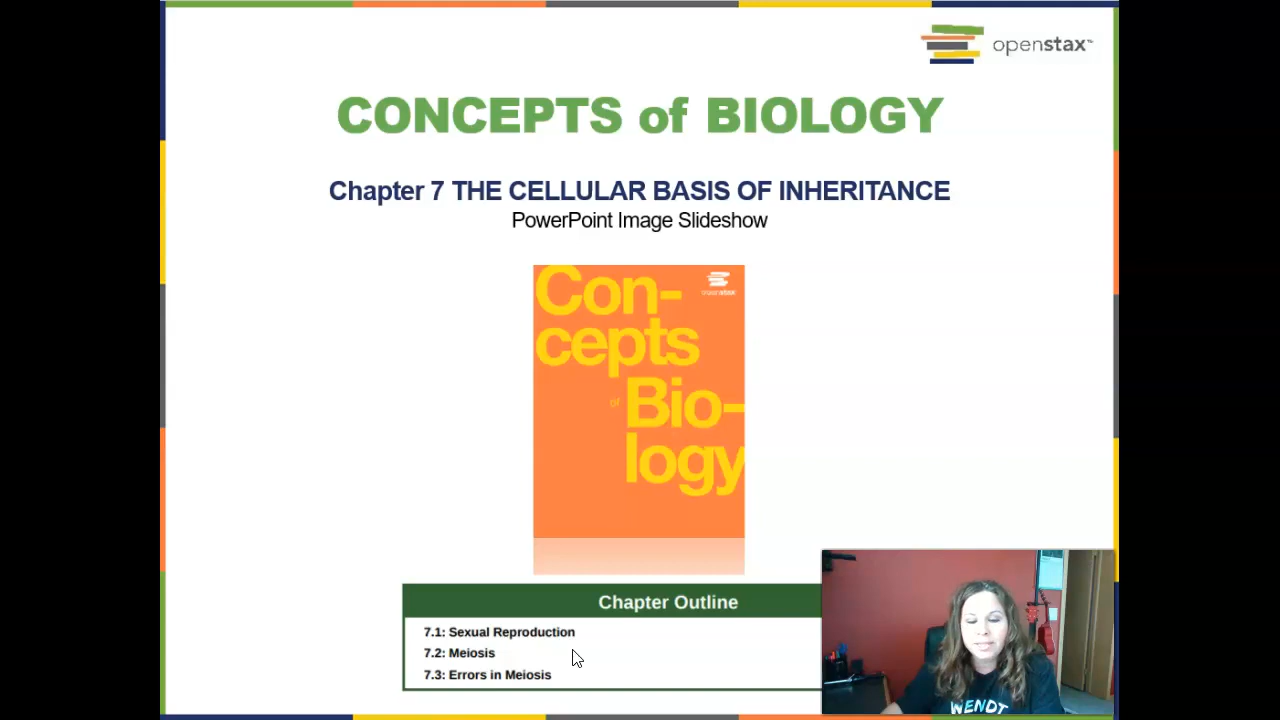 openstax™
CONCEPTS of BIOLOGY
Chapter 7 THE CELLULAR BASIS OF INHERITANCE
PowerPoint Image Slideshow
Con-
cepts
of Bio-
logy
Chapter Outline
7.1: Sexual Reproduction
7.2: Meiosis
7.3: Errors in Meiosis
WENDT